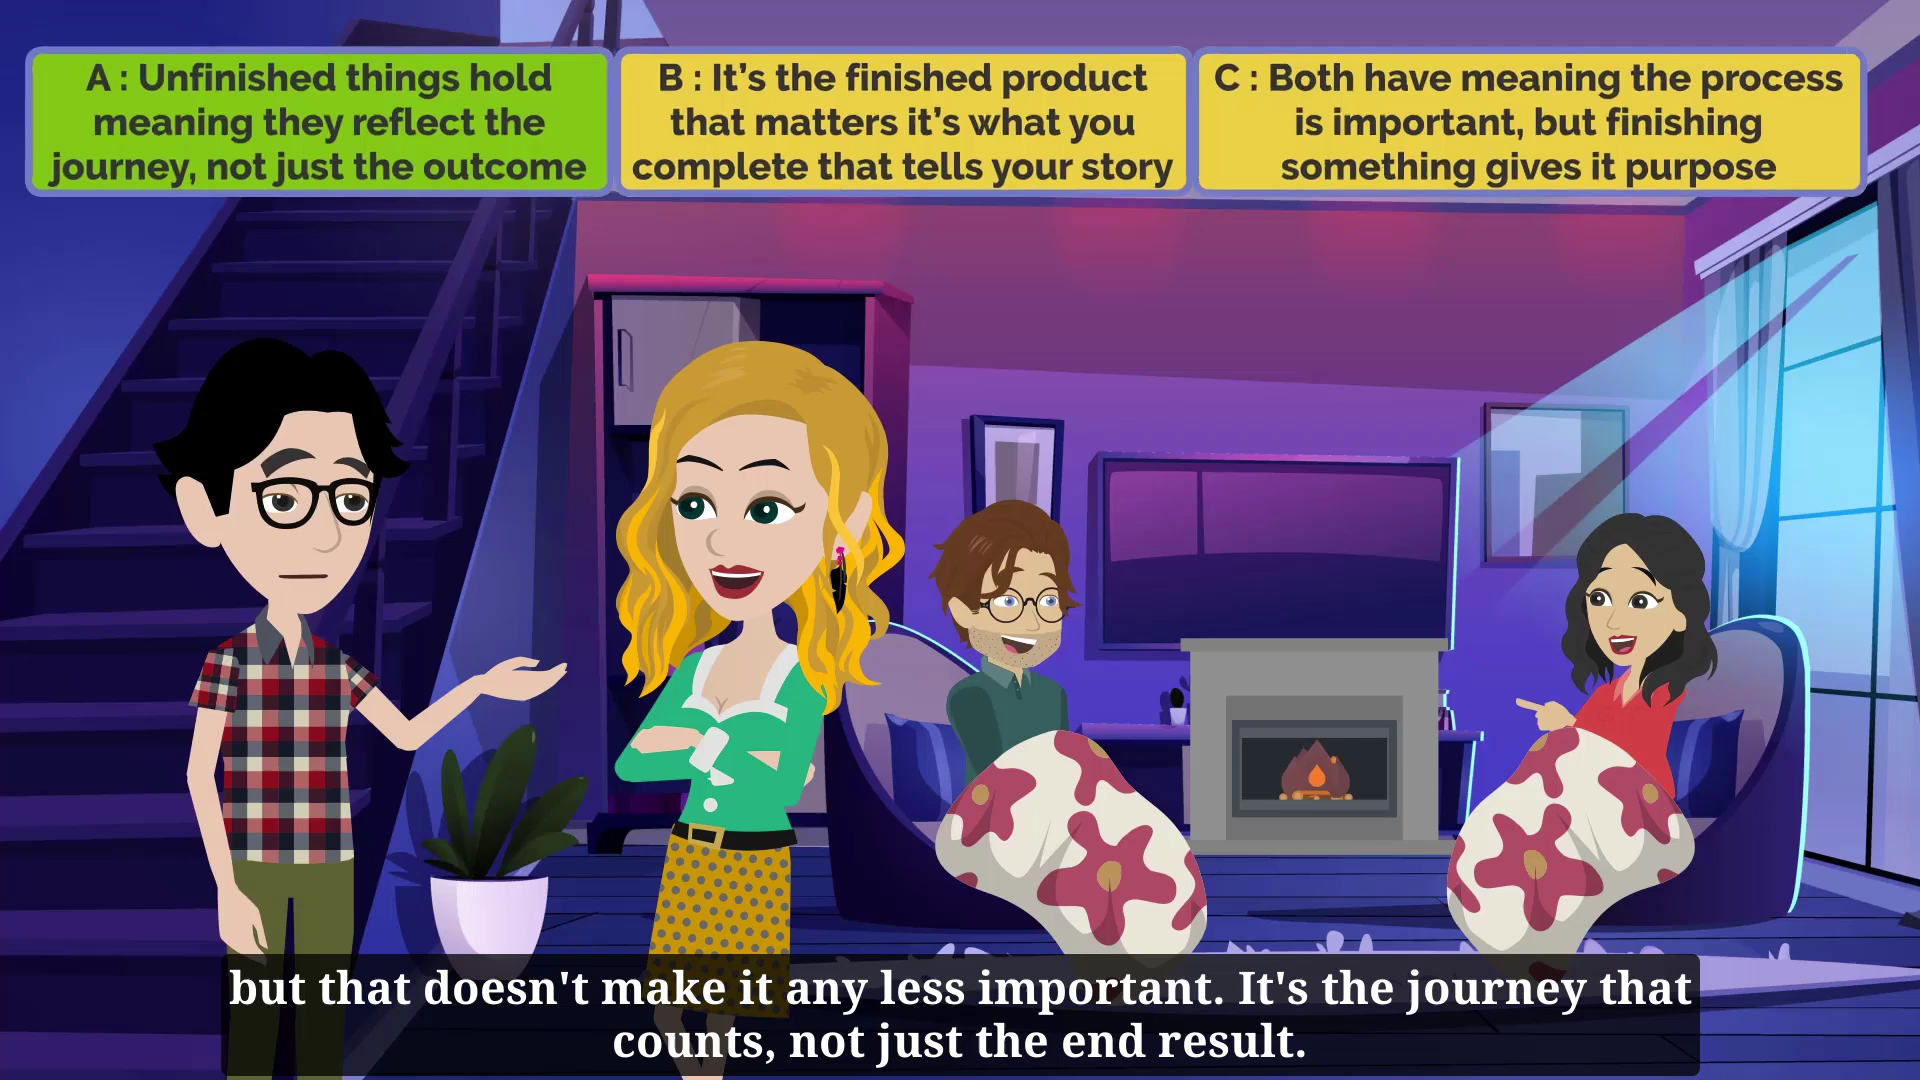 A : Unfinished things hold
meaning they reflect the
journey, not just the outcome
B : It’s the finished product
that matters it’s what you
complete that tells your story
C : Both have meaning the process
is important, but finishing
something gives it purpose
but that doesn't make it any less important. It's the journey that
counts, not just the end result.